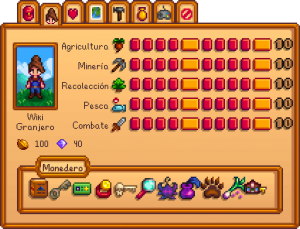 Agricultura 10
Minería 10
Recolección 10
Pesca 10
Combate 10
Wiki
Granjero
100 40
Monedero